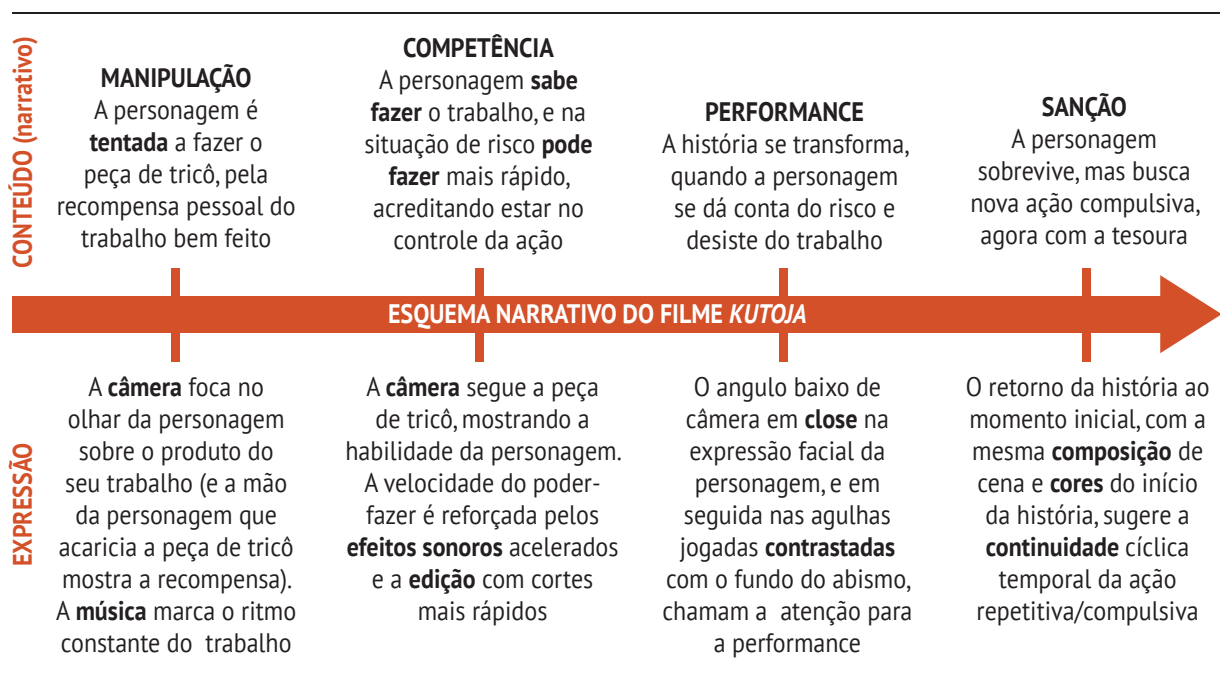 CONTEÚDO (narrativo)
MANIPULAÇÃO
A personagem é
tentada a fazer o
peça de tricô, pela
recompensa pessoal do
trabalho bem feito
COMPETÊNCIA
A personagem sabe
fazer o trabalho, e na
situação de risco pode
fazer mais rápido,
acreditando estar no
controle da ação
PERFORMANCE
A história se transforma,
quando a personagem
se dá conta do risco e
desiste do trabalho
SANÇÃO
A personagem
sobrevive, mas busca
nova ação compulsiva,
agora com a tesoura
ESQUEMA NARRATIVO DO FILME KUTOJA
EXPRESSÃO
A câmera foca no
olhar da personagem
sobre o produto do
seu trabalho (e a mão
da personagem que
acaricia a peça de tricô
mostra a recompensa).
A música marca o ritmo
constante do trabalho
A câmera segue a peça
de tricô, mostrando a
habilidade da personagem.
A velocidade do poder-
fazer é reforçada pelos
efeitos sonoros acelerados
e a edição com cortes
mais rápidos
O angulo baixo de
câmera em close na
expressão facial da
personagem, e em
seguida nas agulhas
jogadas contrastadas
com o fundo do abismo,
chamam a atenção para
a performance
O retorno da história ao
momento inicial, com a
mesma composição de
cena e cores do início
da história, sugere a
continuidade cíclica
temporal da ação
repetitiva/compulsiva